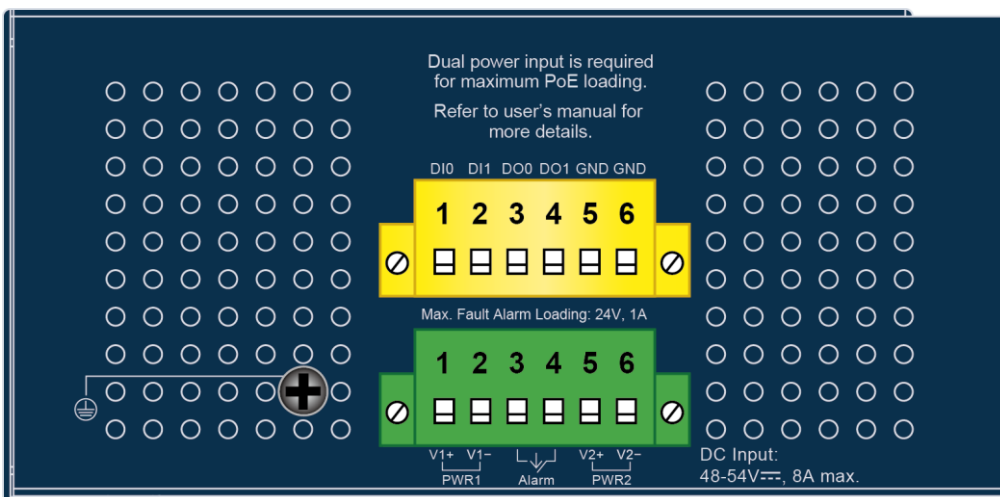 Dual power input is required
for maximum PoE loading.
Refer to user's manual for
more details.
DI0 DI1 DO0 DO1 GND GND
1 2 3 4 5 6
Max. Fault Alarm Loading: 24V, 1A
1 2 3 4 5 6
V1+ V1− V2+ V2−
PWR1 Alarm PWR2
DC Input:
48-54V⎓, 8A max.